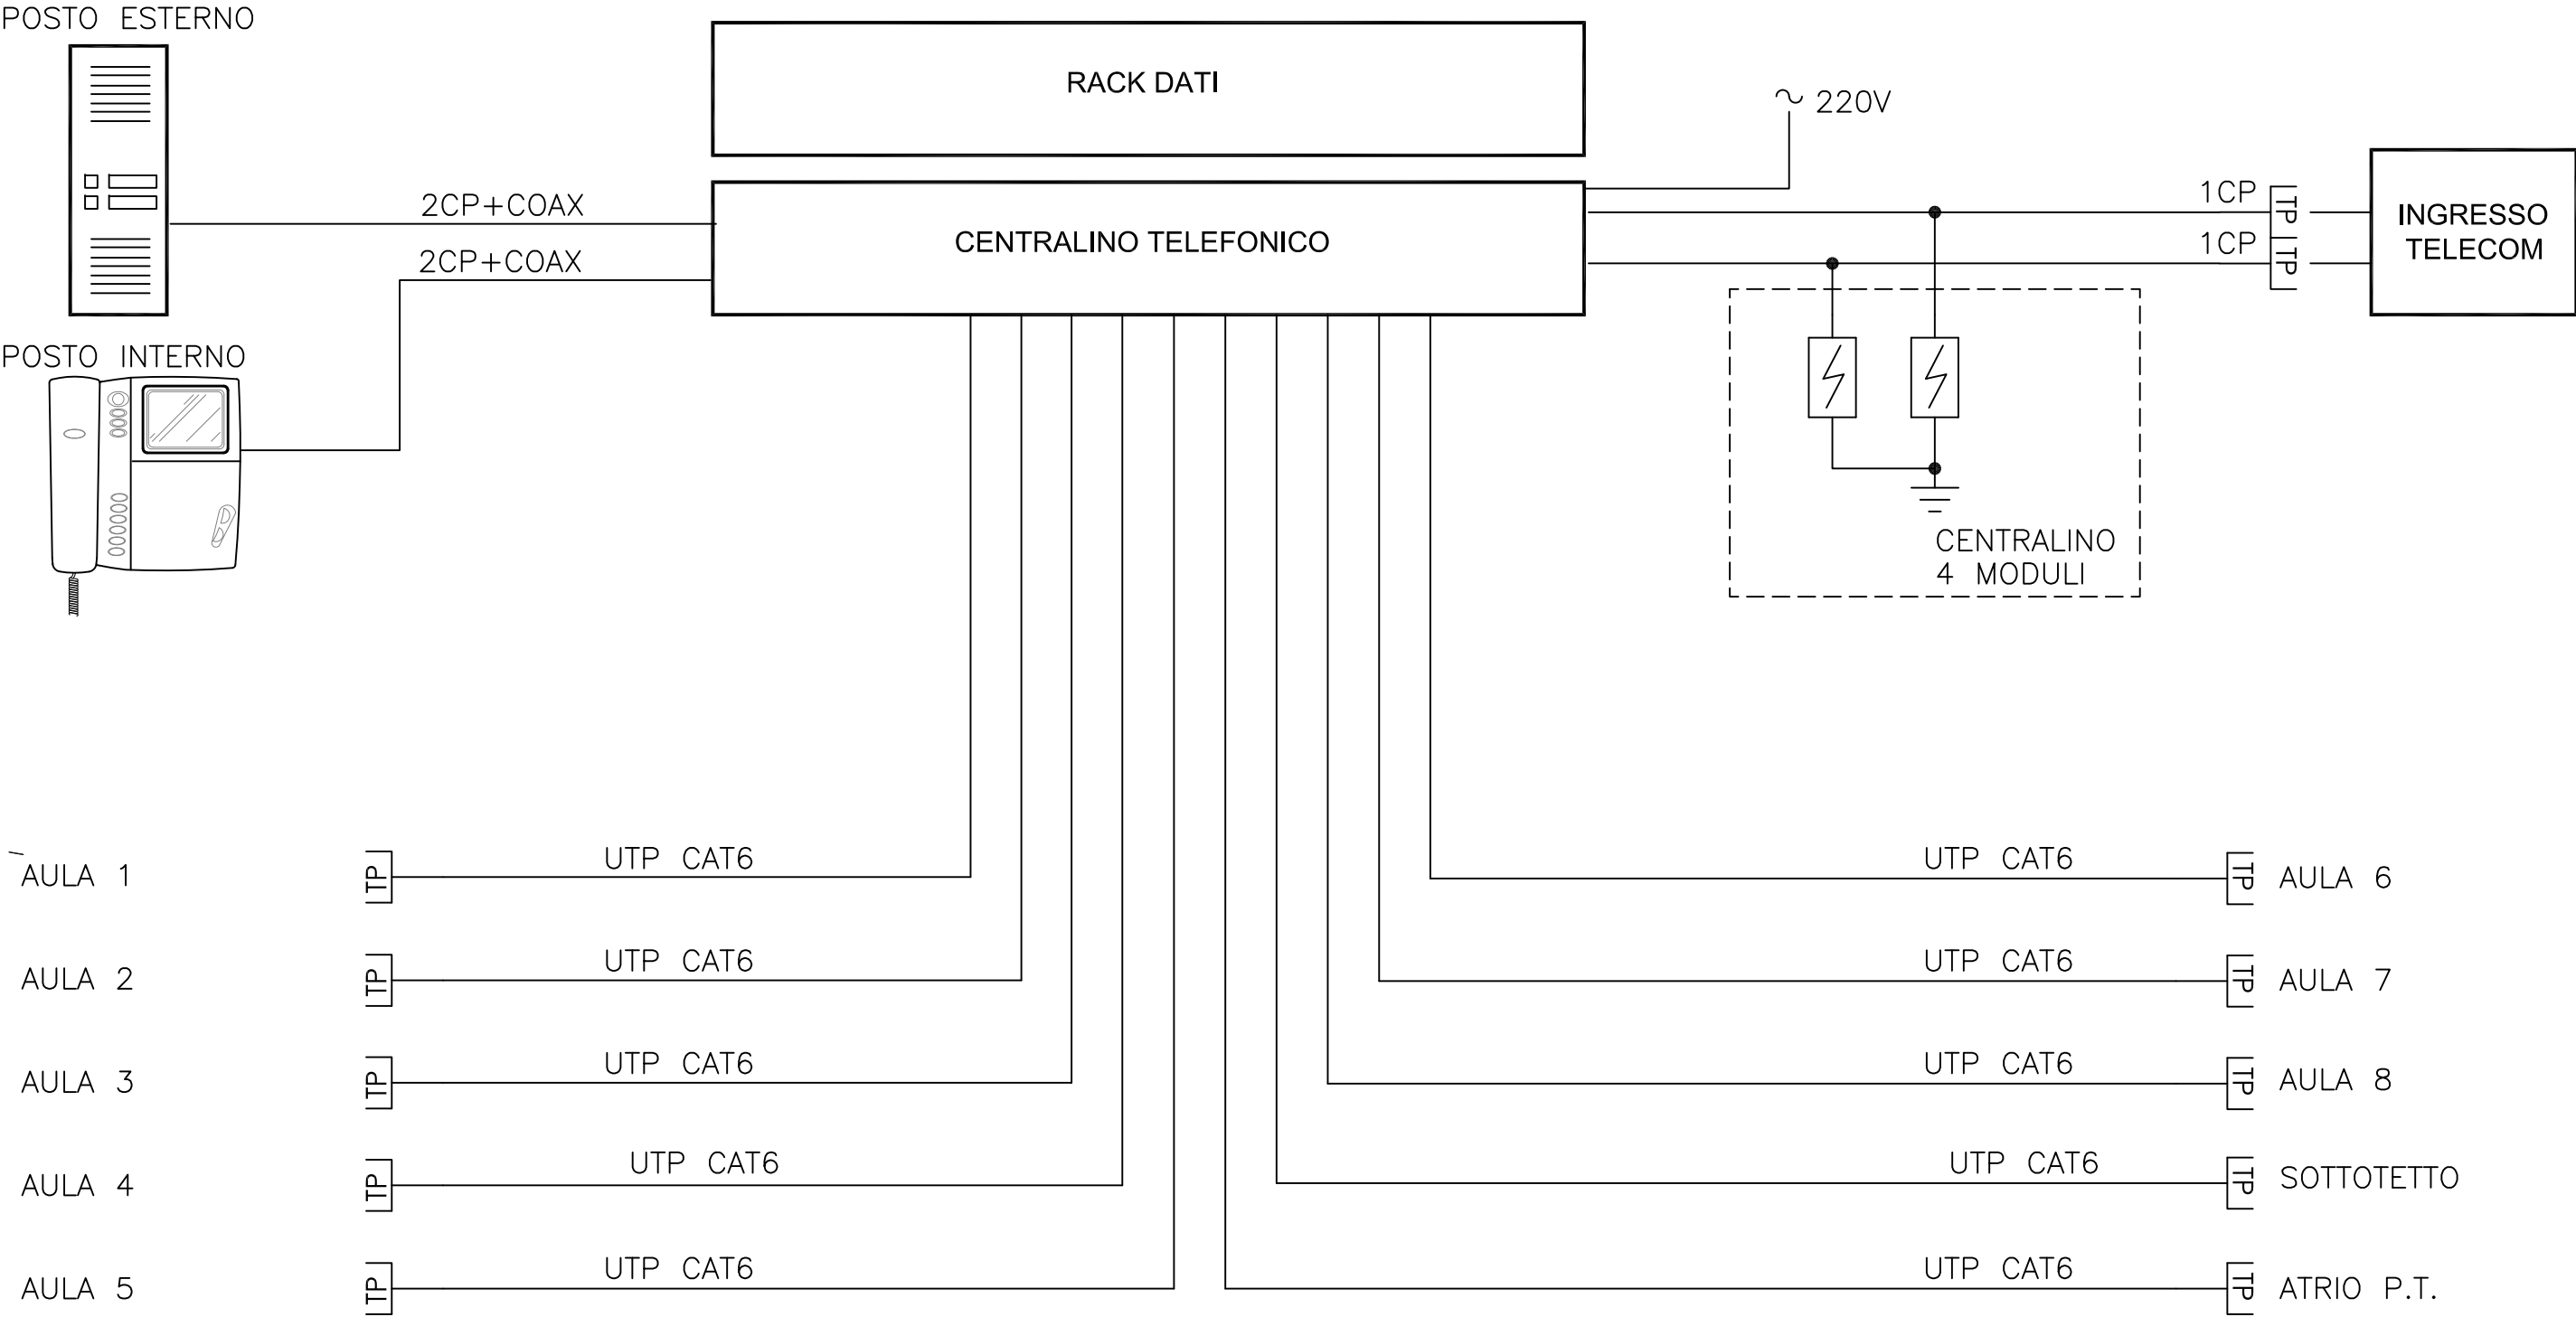 POSTO ESTERNO
RACK DATI
~ 220V
2CP+COAX
CENTRALINO TELEFONICO
1CP
TP
INGRESSO
TELECOM
2CP+COAX
1CP
TP
POSTO INTERNO
CENTRALINO
4 MODULI
AULA 1
TP
UTP CAT6
UTP CAT6
TP
AULA 6
AULA 2
TP
UTP CAT6
UTP CAT6
TP
AULA 7
AULA 3
TP
UTP CAT6
UTP CAT6
TP
AULA 8
AULA 4
TP
UTP CAT6
UTP CAT6
TP
SOTTOTETTO
AULA 5
TP
UTP CAT6
UTP CAT6
TP
ATRIO P.T.